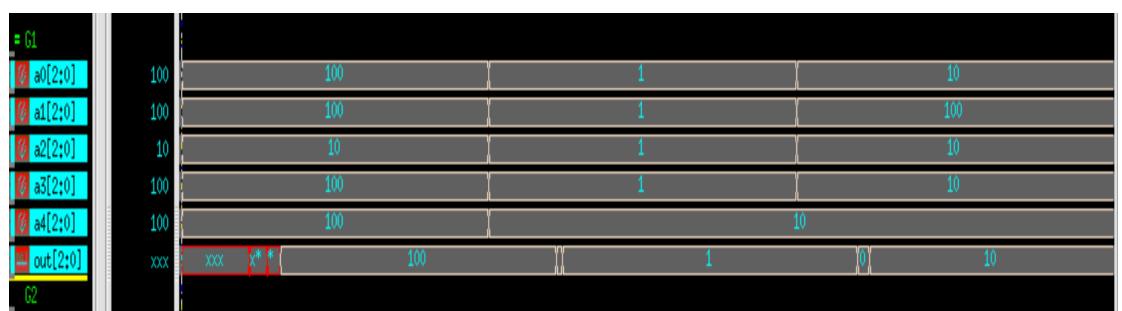 = G1
a0[2:0] 100 100 1 10
a1[2:0] 100 100 1 100
a2[2:0] 10 10 1 10
a3[2:0] 100 100 1 10
a4[2:0] 100 100 10
out[2:0] xxx xxx x* * 100 1 0 10
G2